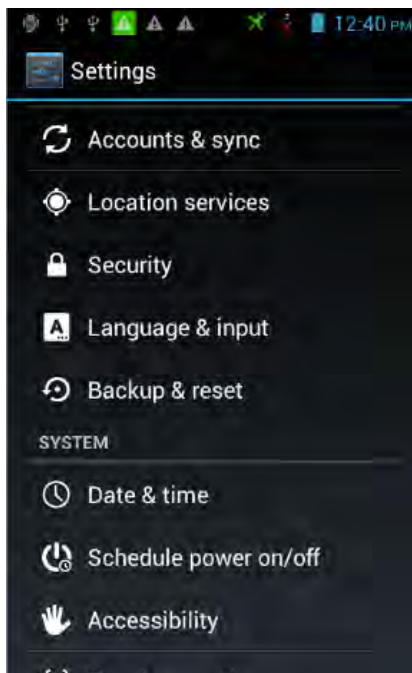 12:40 PM
Settings
Accounts & sync
Location services
Security
Language & input
Backup & reset
SYSTEM
Date & time
Schedule power on/off
Accessibility